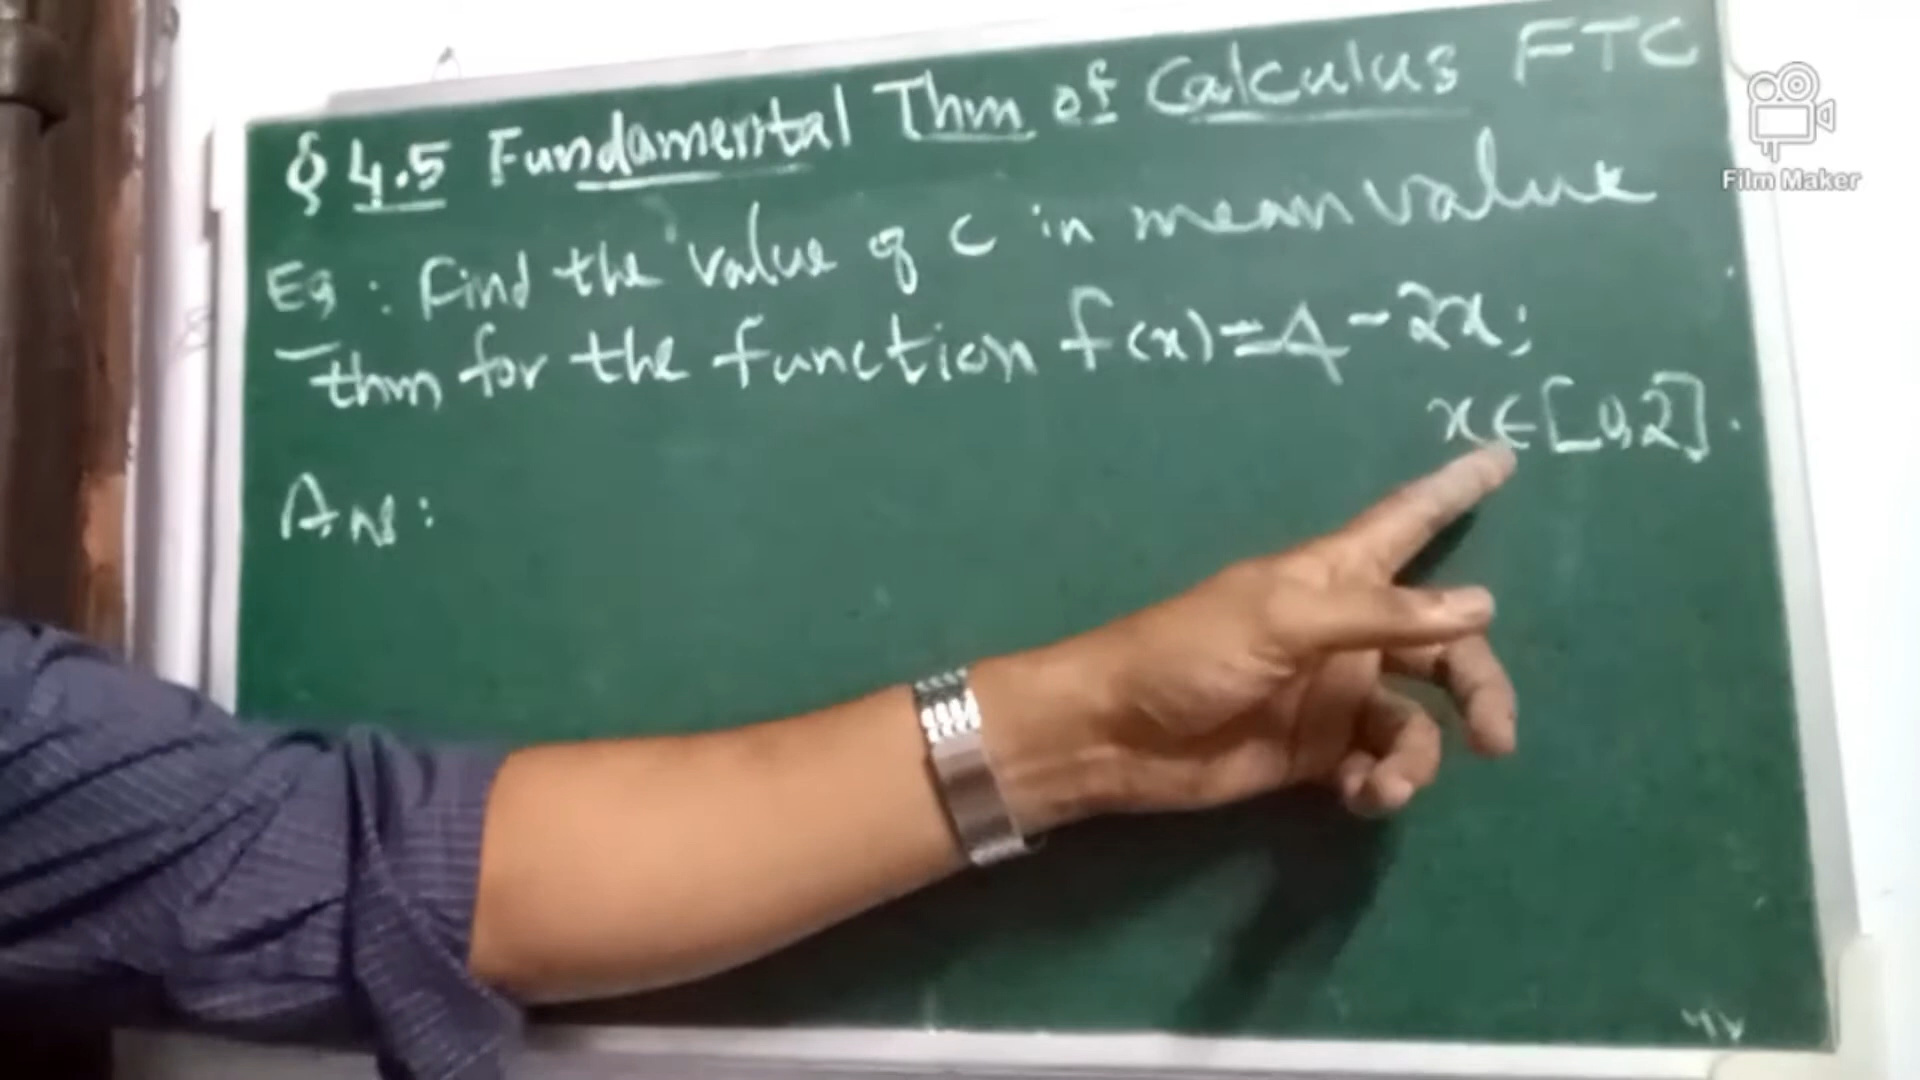 § 4.5 Fundamental Thm of Calculus FTC
Eg: Find the value of c in mean value
thm for the function f(x)=4-2x;
x∈[0,2].
Ans:
Film Maker